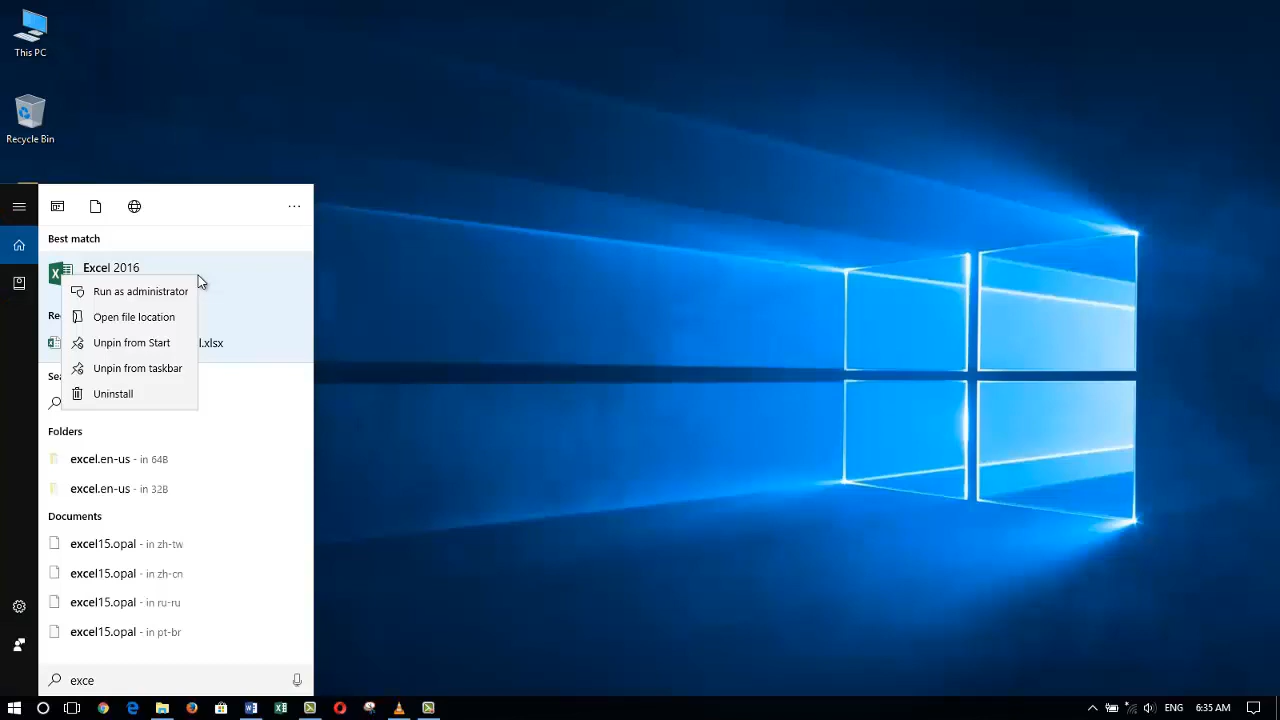 This PC
Recycle Bin
...
Best match
Excel 2016
Run as administrator
Open file location
Unpin from Start
l.xlsx
Unpin from taskbar
Uninstall
Folders
excel.en-us - in 64B
excel.en-us - in 32B
Documents
excel15.opal - in zh-tw
excel15.opal - in zh-cn
excel15.opal - in ru-ru
excel15.opal - in pt-br
exce
ENG
6:35 AM